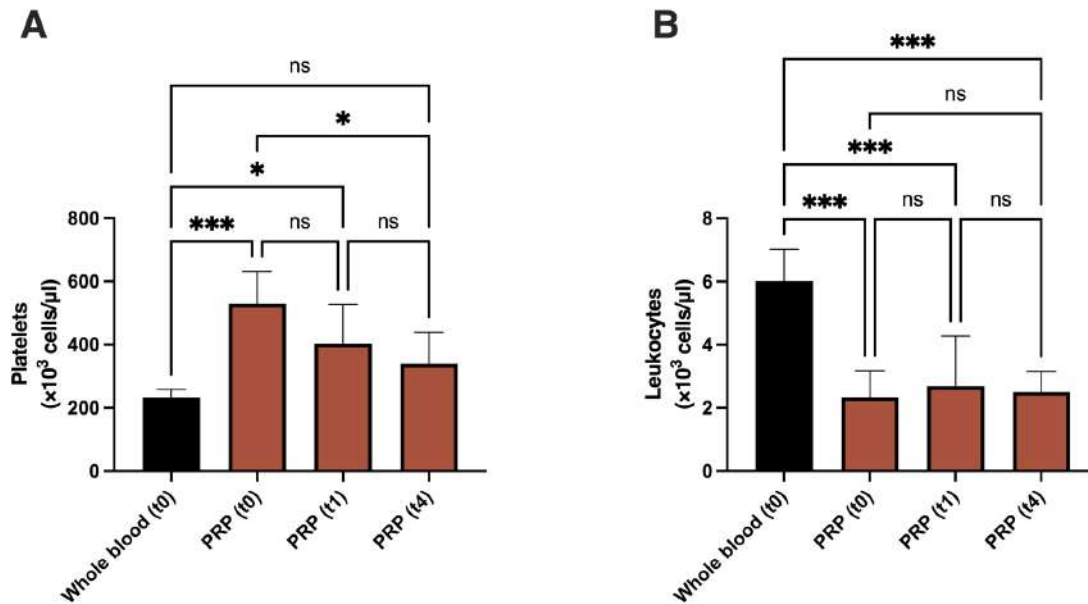 A
ns
*
*
***
ns
ns
800
600
400
200
0
Platelets
(×10³ cells/µl)
Whole blood (t0)
PRP (t0)
PRP (t1)
PRP (t4)
B
***
ns
***
***
ns
ns
8
6
4
2
0
Leukocytes
(×10³ cells/µl)
Whole blood (t0)
PRP (t0)
PRP (t1)
PRP (t4)